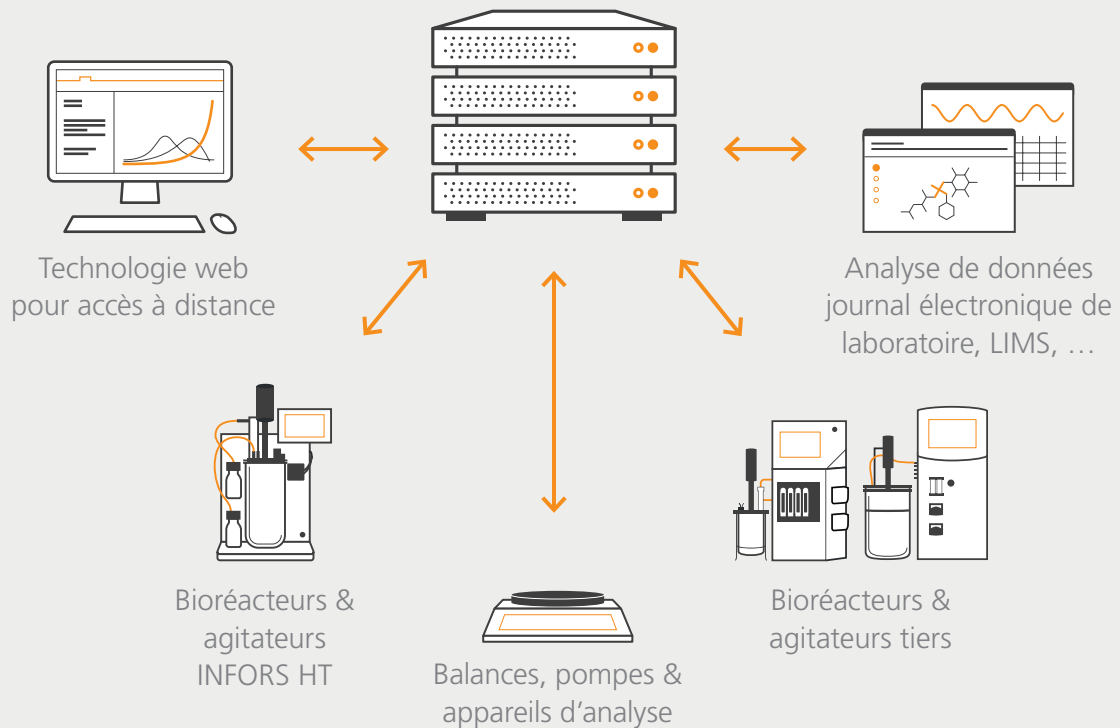 Technologie web
pour accès à distance
Analyse de données
journal électronique de
laboratoire, LIMS, …
Bioréacteurs &
agitateurs
INFORS HT
Balances, pompes &
appareils d’analyse
Bioréacteurs &
agitateurs tiers